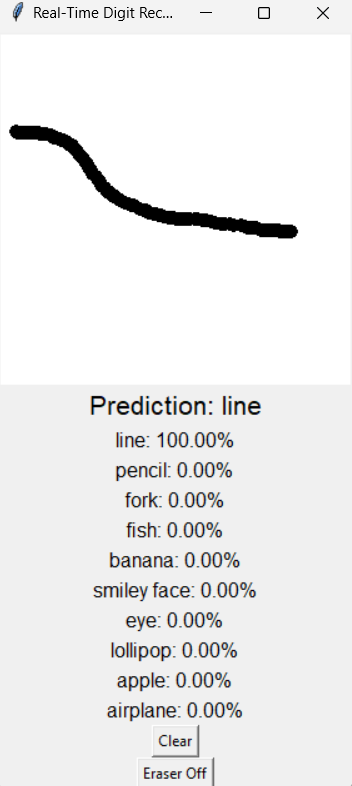 Real-Time Digit Rec...
Prediction: line
line: 100.00%
pencil: 0.00%
fork: 0.00%
fish: 0.00%
banana: 0.00%
smiley face: 0.00%
eye: 0.00%
lollipop: 0.00%
apple: 0.00%
airplane: 0.00%
Clear
Eraser Off